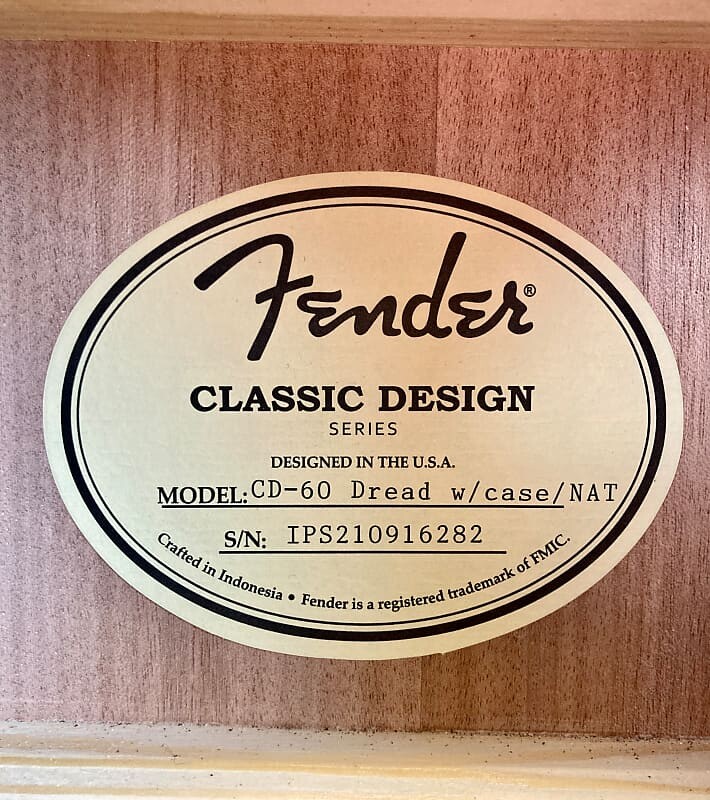 Fender®
CLASSIC DESIGN
SERIES
DESIGNED IN THE U.S.A.
MODEL: CD-60 Dread w/case/NAT
S/N: IPS210916282
Crafted in Indonesia • Fender is a registered trademark of FMIC.